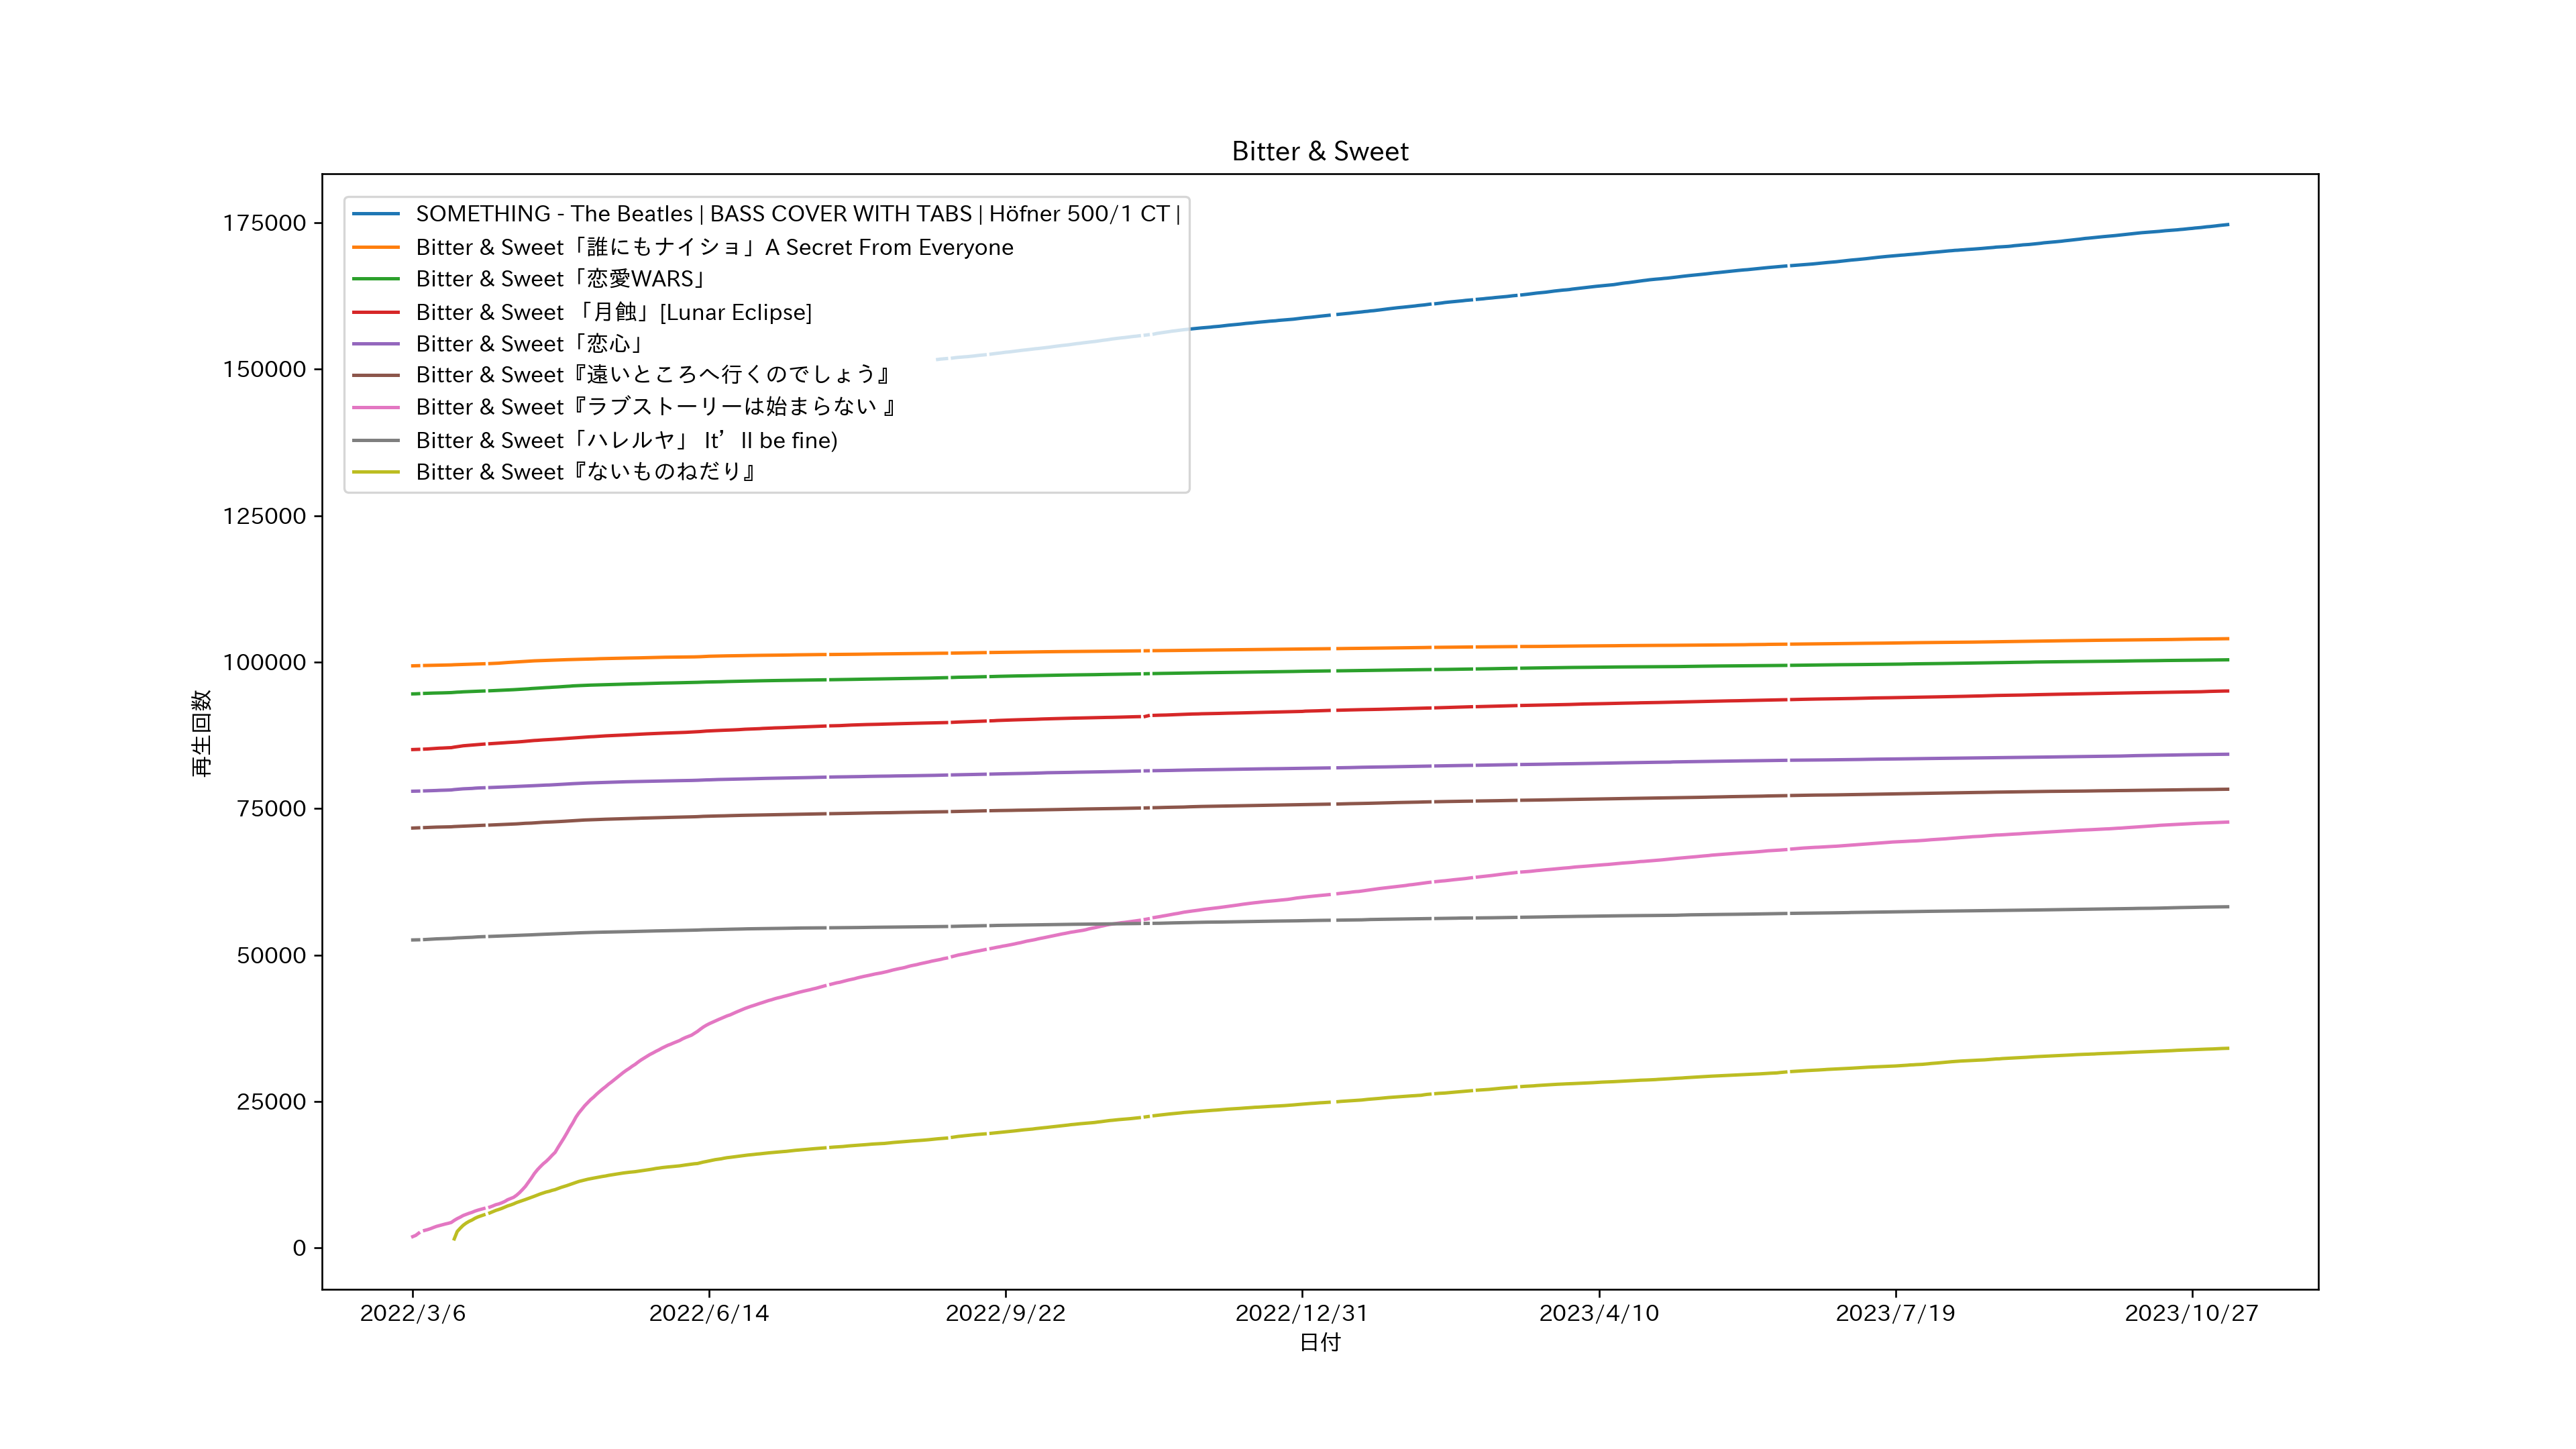 Bitter & Sweet
SOMETHING - The Beatles | BASS COVER WITH TABS | Höfner 500/1 CT |
Bitter & Sweet「誰にもナイショ」A Secret From Everyone
Bitter & Sweet「恋愛WARS」
Bitter & Sweet 「月蝕」[Lunar Eclipse]
Bitter & Sweet「恋心」
Bitter & Sweet『遠いところへ行くのでしょう』
Bitter & Sweet『ラブストーリーは始まらない 』
Bitter & Sweet「ハレルヤ」 It’ll be fine)
Bitter & Sweet『ないものねだり』
175000
150000
125000
100000
75000
50000
25000
0
再生回数
2022/3/6 2022/6/14 2022/9/22 2022/12/31 2023/4/10 2023/7/19 2023/10/27
日付